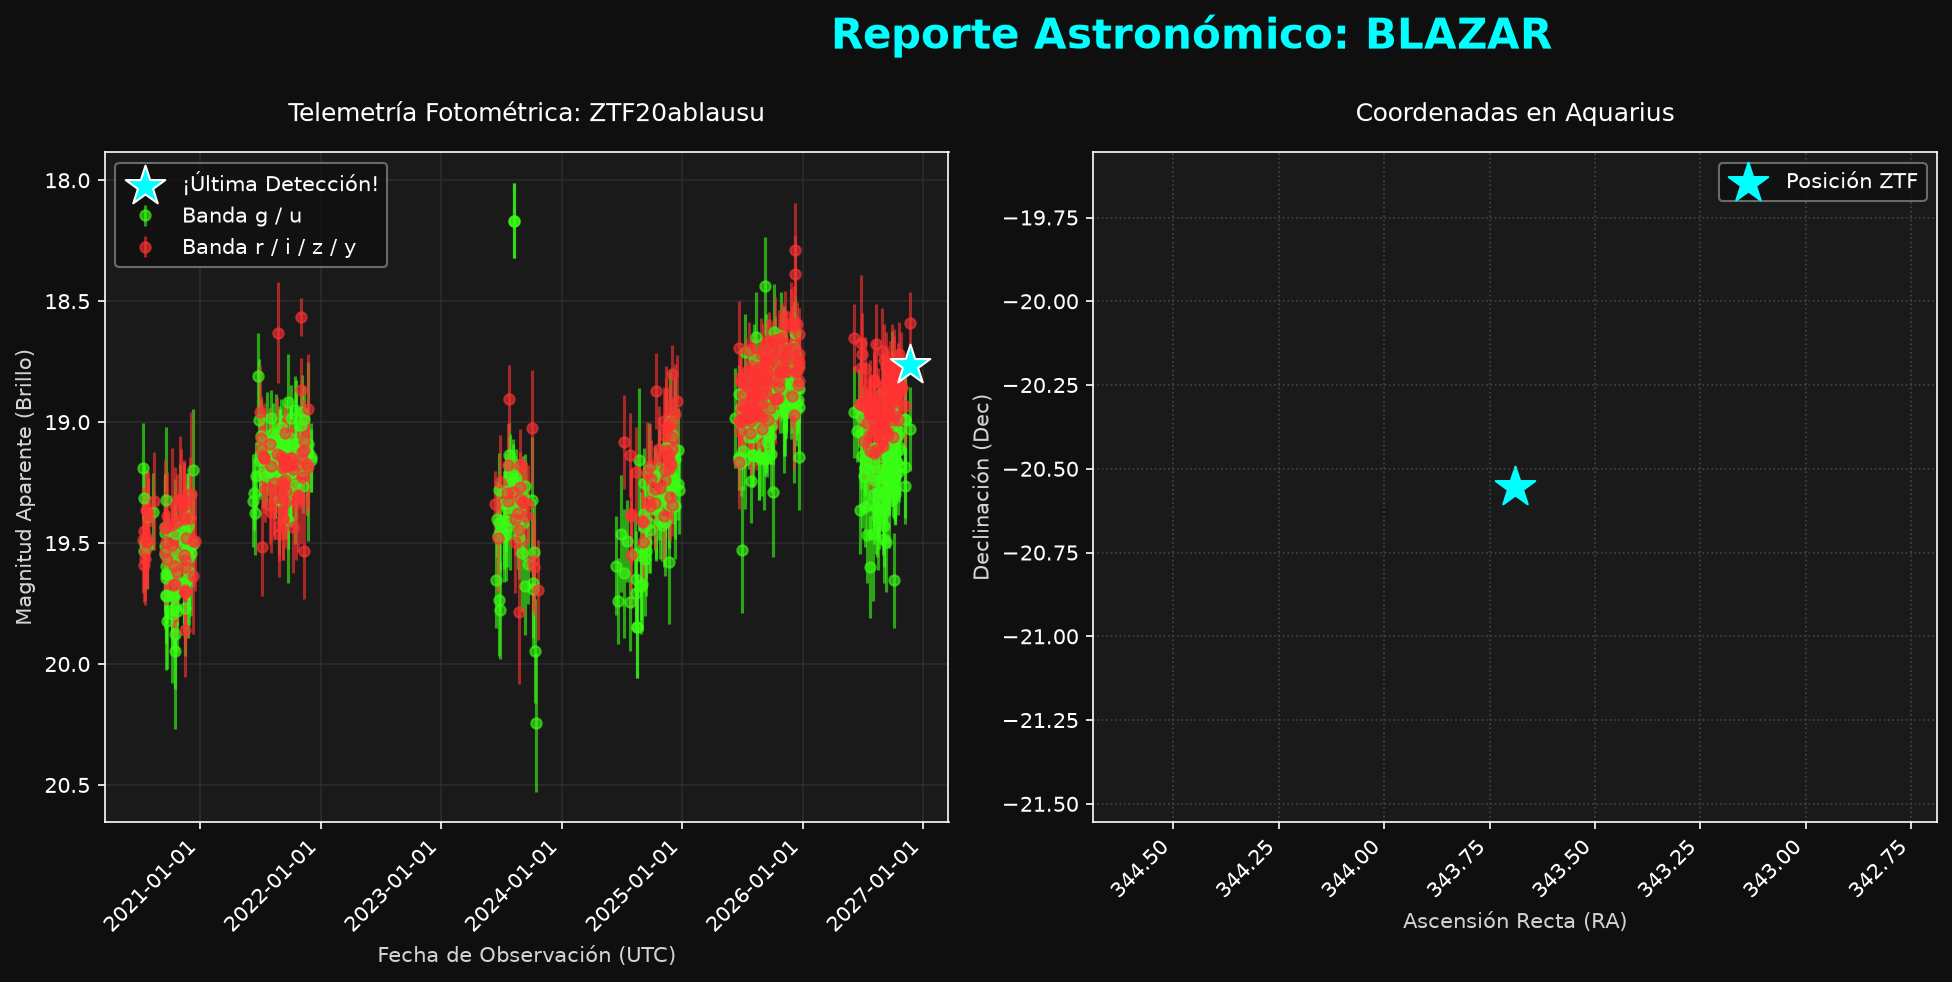 Reporte Astronómico: BLAZAR
Telemetría Fotométrica: ZTF20ablausu
¡Última Detección!
Banda g / u
Banda r / i / z / y
Magnitud Aparente (Brillo)
18.0
18.5
19.0
19.5
20.0
20.5
2021-01-01
2022-01-01
2023-01-01
2024-01-01
2025-01-01
2026-01-01
2027-01-01
Fecha de Observación (UTC)
Coordenadas en Aquarius
Posición ZTF
Declinación (Dec)
−19.75
−20.00
−20.25
−20.50
−20.75
−21.00
−21.25
−21.50
344.50
344.25
344.00
343.75
343.50
343.25
343.00
342.75
Ascensión Recta (RA)